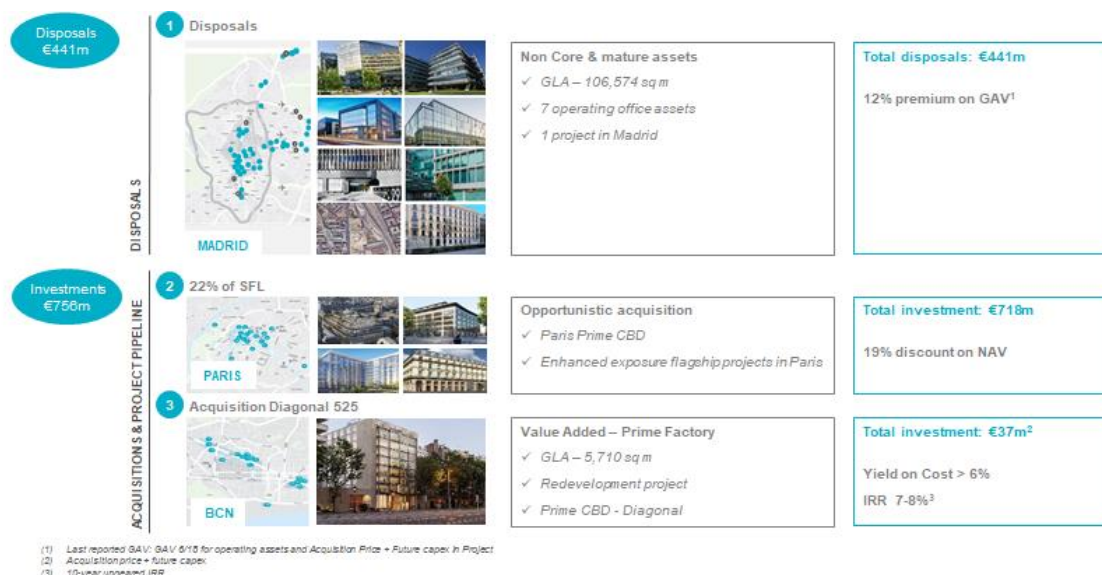 Disposals
€441m
1 Disposals
DISPOSALS
MADRID
Non Core & mature assets
✓ GLA – 106,574 sq m
✓ 7 operating office assets
✓ 1 project in Madrid
Total disposals: €441m
12% premium on GAV1
Investments
€756m
ACQUISITIONS & PROJECT PIPELINE
2 22% of SFL
PARIS
Opportunistic acquisition
✓ Paris Prime CBD
✓ Enhanced exposure flagship projects in Paris
Total investment: €718m
19% discount on NAV
3 Acquisition Diagonal 525
BCN
Value Added – Prime Factory
✓ GLA – 5,710 sq m
✓ Redevelopment project
✓ Prime CBD - Diagonal
Total investment: €37m2
Yield on Cost > 6%
IRR 7-8%3
(1) Last reported GAV: GAV 6/18 for operating assets and Acquisition Price + Future capex in Project
(2) Acquisition price + future capex
(3) 10-year ungeared IRR